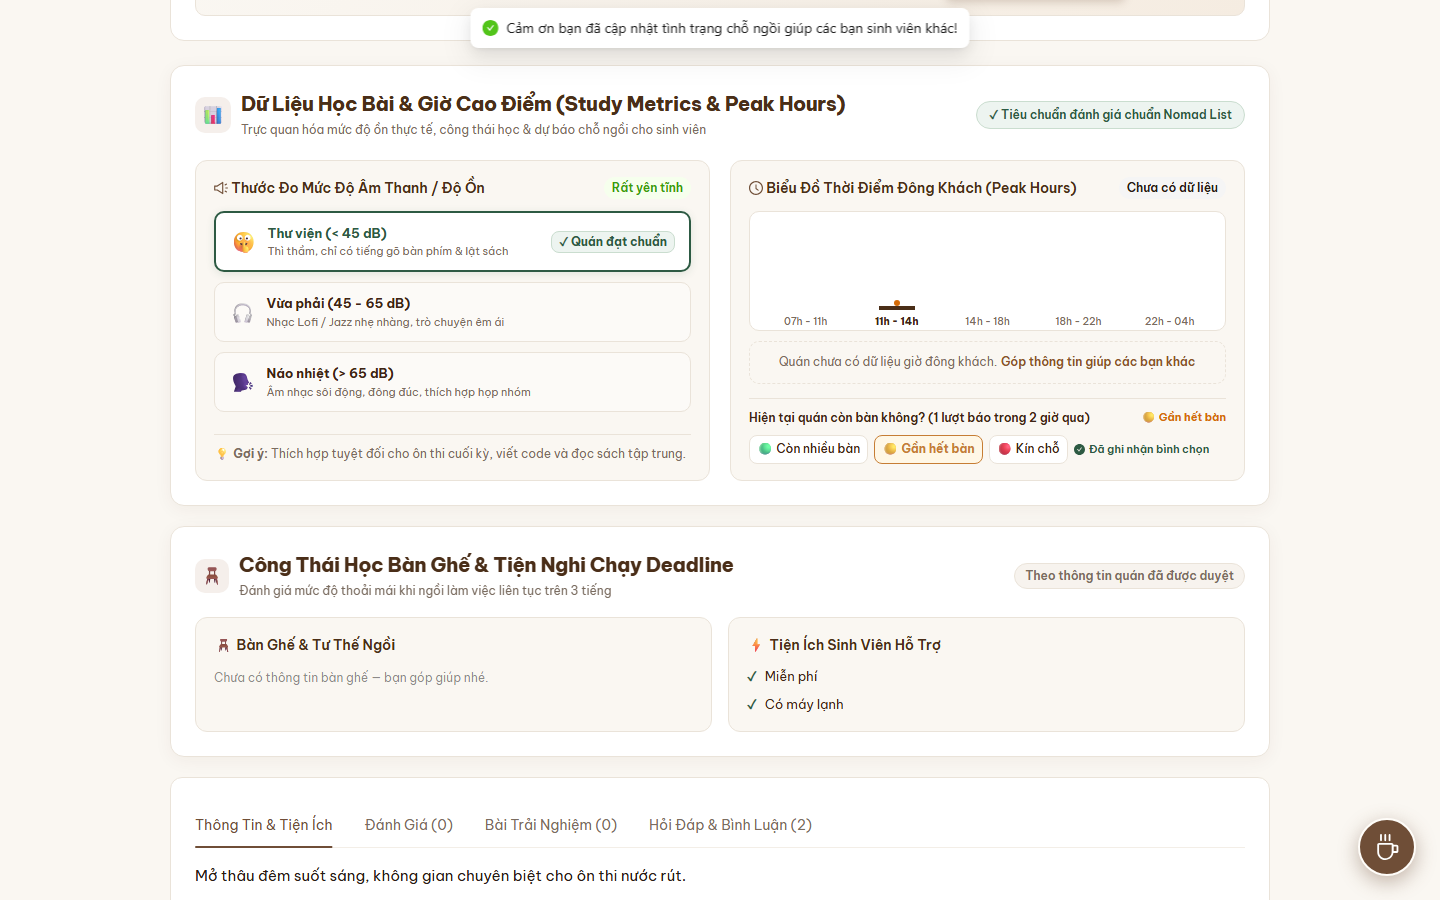 Cảm ơn bạn đã cập nhật tình trạng chỗ ngồi giúp các bạn sinh viên khác!
Dữ Liệu Học Bài & Giờ Cao Điểm (Study Metrics & Peak Hours)
Trực quan hóa mức độ ồn thực tế, công thái học & dự báo chỗ ngồi cho sinh viên
✓ Tiêu chuẩn đánh giá chuẩn Nomad List
Thước Đo Mức Độ Âm Thanh / Độ Ồn
Rất yên tĩnh
Thư viện (< 45 dB)
Thì thầm, chỉ có tiếng gõ bàn phím & lật sách
✓ Quán đạt chuẩn
Vừa phải (45 - 65 dB)
Nhạc Lofi / Jazz nhẹ nhàng, trò chuyện êm ái
Náo nhiệt (> 65 dB)
Âm nhạc sôi động, đông đúc, thích hợp họp nhóm
Gợi ý: Thích hợp tuyệt đối cho ôn thi cuối kỳ, viết code và đọc sách tập trung.
Biểu Đồ Thời Điểm Đông Khách (Peak Hours)
Chưa có dữ liệu
07h - 11h
11h - 14h
14h - 18h
18h - 22h
22h - 04h
Quán chưa có dữ liệu giờ đông khách. Góp thông tin giúp các bạn khác
Hiện tại quán còn bàn không? (1 lượt báo trong 2 giờ qua)
Gần hết bàn
Còn nhiều bàn
Gần hết bàn
Kín chỗ
Đã ghi nhận bình chọn
Công Thái Học Bàn Ghế & Tiện Nghi Chạy Deadline
Đánh giá mức độ thoải mái khi ngồi làm việc liên tục trên 3 tiếng
Theo thông tin quán đã được duyệt
Bàn Ghế & Tư Thế Ngồi
Chưa có thông tin bàn ghế — bạn góp giúp nhé.
Tiện Ích Sinh Viên Hỗ Trợ
✓ Miễn phí
✓ Có máy lạnh
Thông Tin & Tiện Ích
Đánh Giá (0)
Bài Trải Nghiệm (0)
Hỏi Đáp & Bình Luận (2)
Mở thâu đêm suốt sáng, không gian chuyên biệt cho ôn thi nước rút.